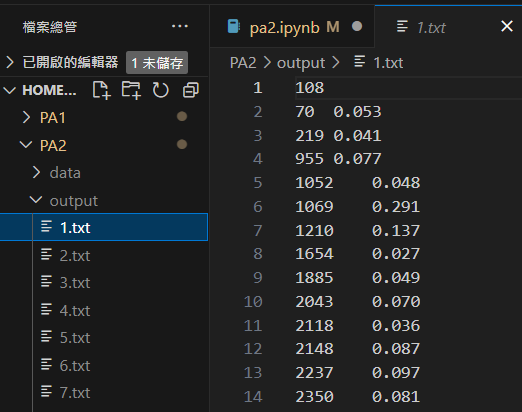 檔案總管 ···
已開啟的編輯器 1 未儲存
HOME...
PA1
PA2
data
output
1.txt
2.txt
3.txt
4.txt
5.txt
6.txt
7.txt
pa2.ipynb M
1.txt
PA2 > output > 1.txt
1 108
2 70 0.053
3 219 0.041
4 955 0.077
5 1052 0.048
6 1069 0.291
7 1210 0.137
8 1654 0.027
9 1885 0.049
10 2043 0.070
11 2118 0.036
12 2148 0.087
13 2237 0.097
14 2350 0.081